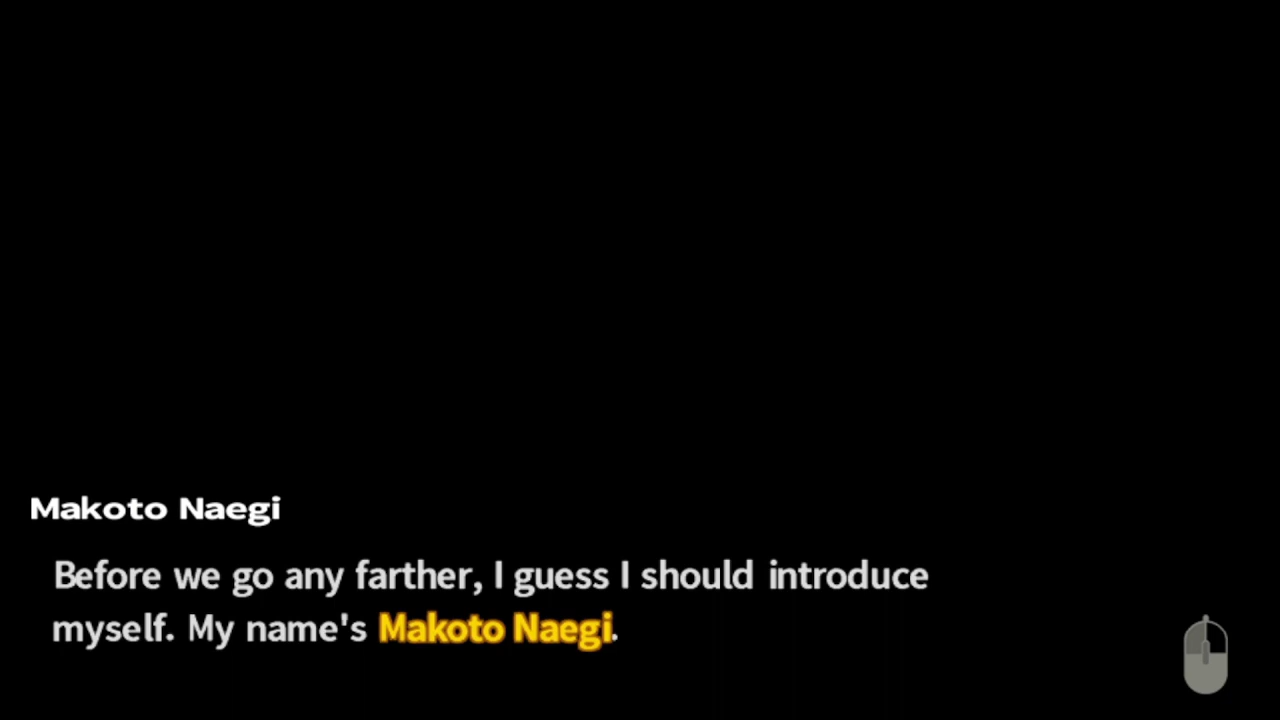 Makoto Naegi
Before we go any farther, I guess I should introduce
myself. My name's Makoto Naegi.